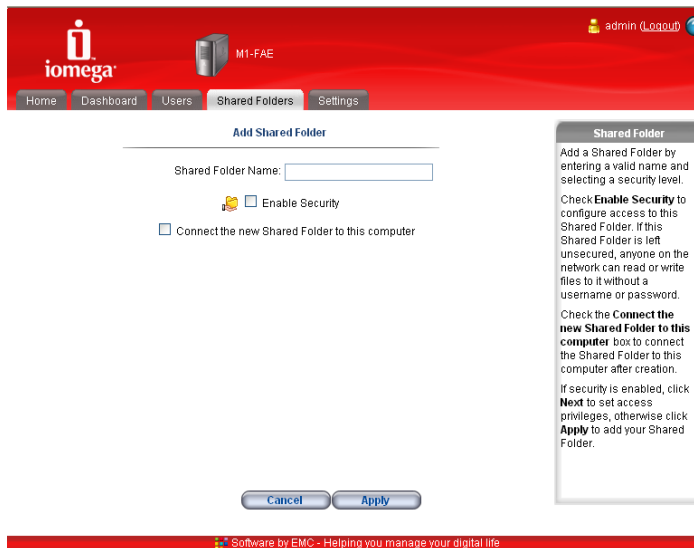 iomega
M1-FAE
admin (Logout)
Home Dashboard Users Shared Folders Settings
Add Shared Folder
Shared Folder Name:
Enable Security
Connect the new Shared Folder to this computer
Cancel Apply
Shared Folder
Add a Shared Folder by
entering a valid name and
selecting a security level.
Check Enable Security to
configure access to this
Shared Folder. If this
Shared Folder is left
unsecured, anyone on the
network can read or write
files to it without a
username or password.
Check the Connect the
new Shared Folder to this
computer box to connect
the Shared Folder to this
computer after creation.
If security is enabled, click
Next to set access
privileges, otherwise click
Apply to add your Shared
Folder.
Software by EMC - Helping you manage your digital life